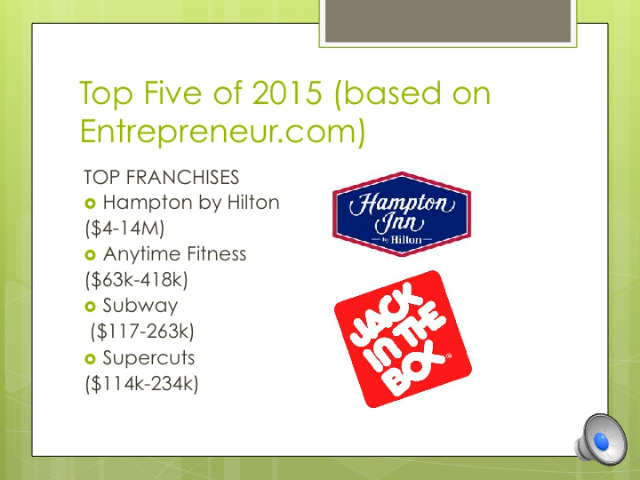 Top Five of 2015 (based on
Entrepreneur.com)
TOP FRANCHISES
Hampton by Hilton
($4-14M)
Anytime Fitness
($63k-418k)
Subway
($117-263k)
Supercuts
($114k-234k)
Hampton
Inn
by Hilton
JACK
IN THE
BOX